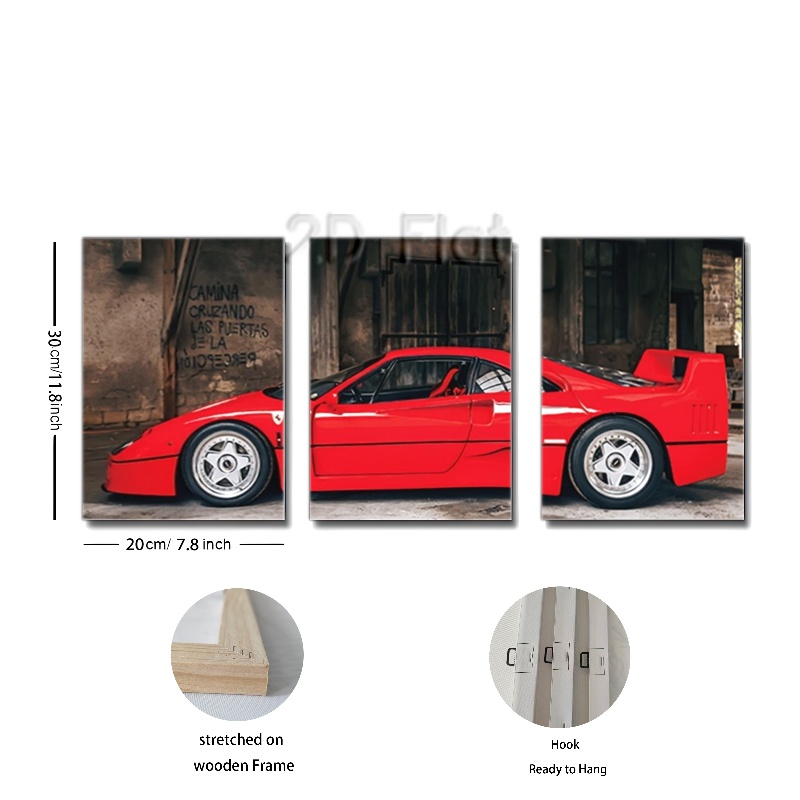 2D Flat
CAMINA
CRUZANDO
LAS PUERTAS
DE LA
30cm/11.8inch
20cm/ 7.8 inch
stretched on
wooden Frame
Hook
Ready to Hang